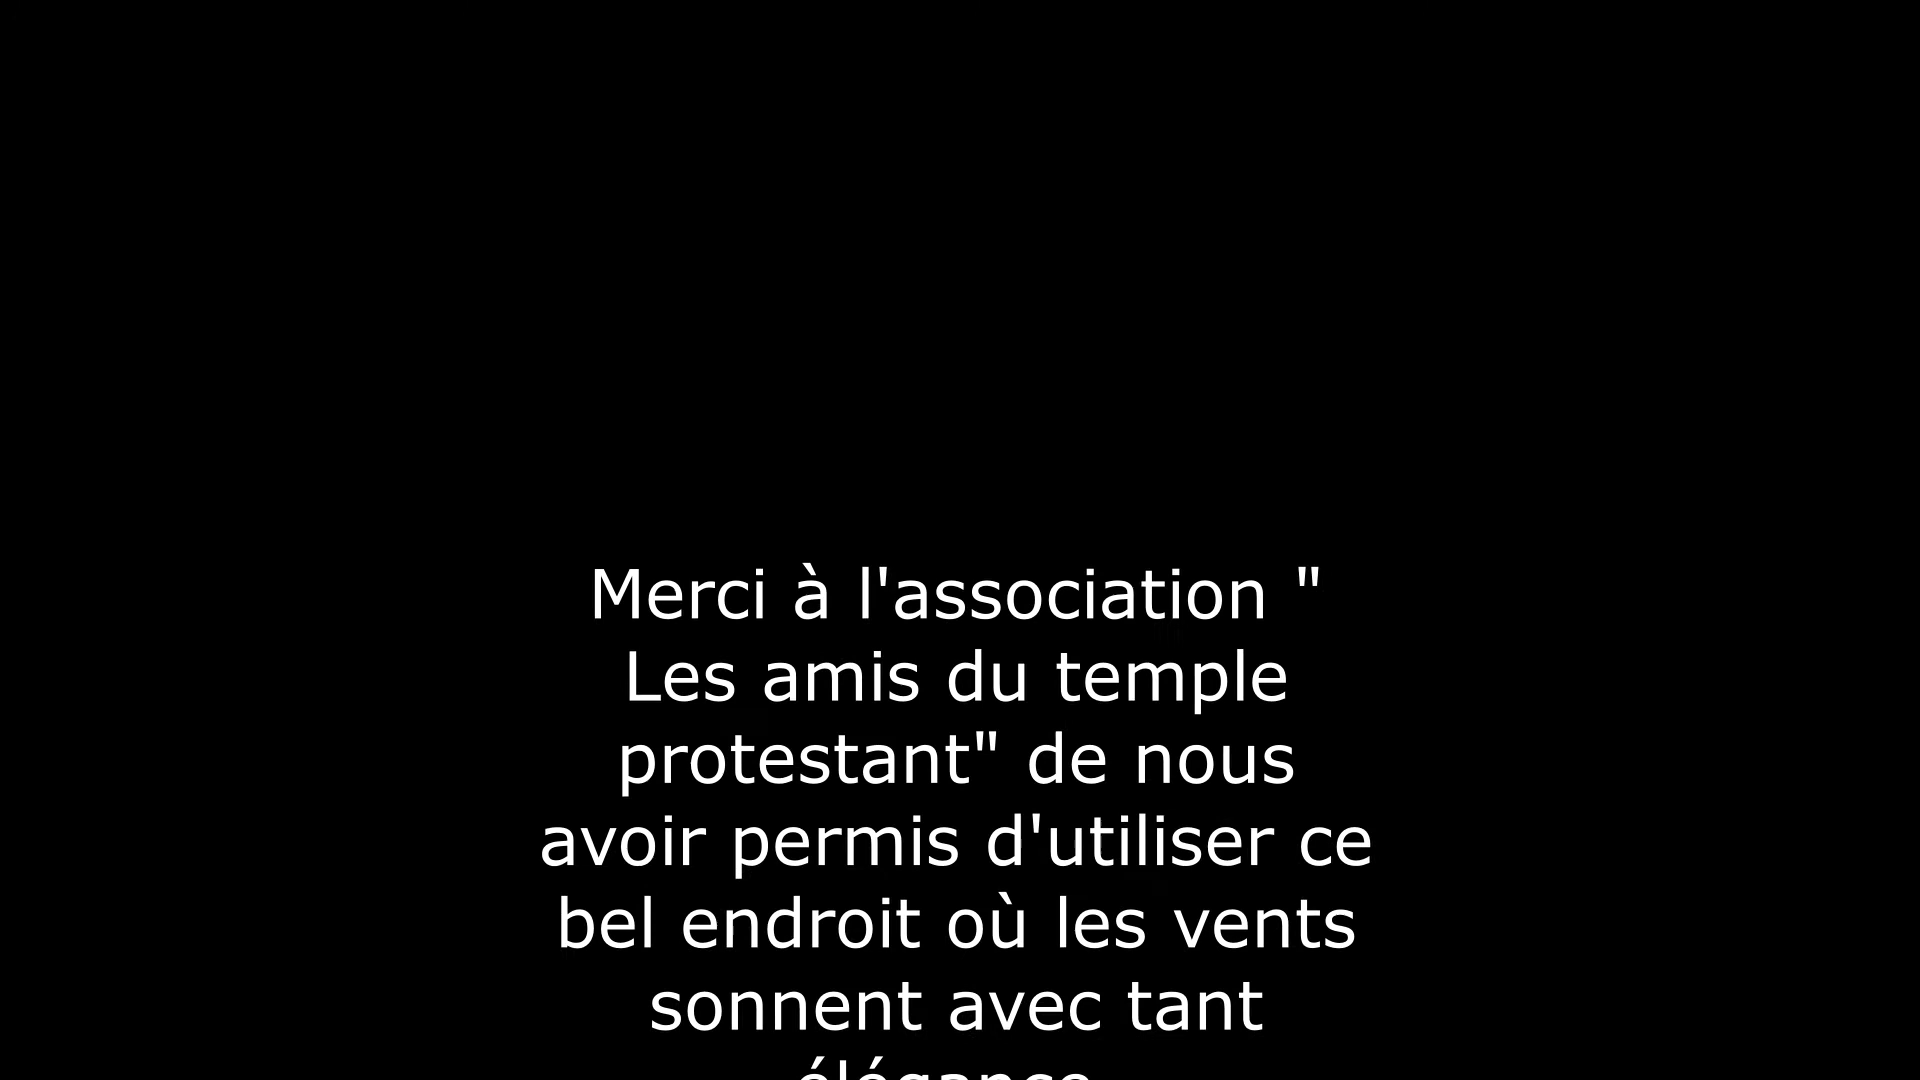 Merci à l'association "
Les amis du temple
protestant" de nous
avoir permis d'utiliser ce
bel endroit où les vents
sonnent avec tant
élégance